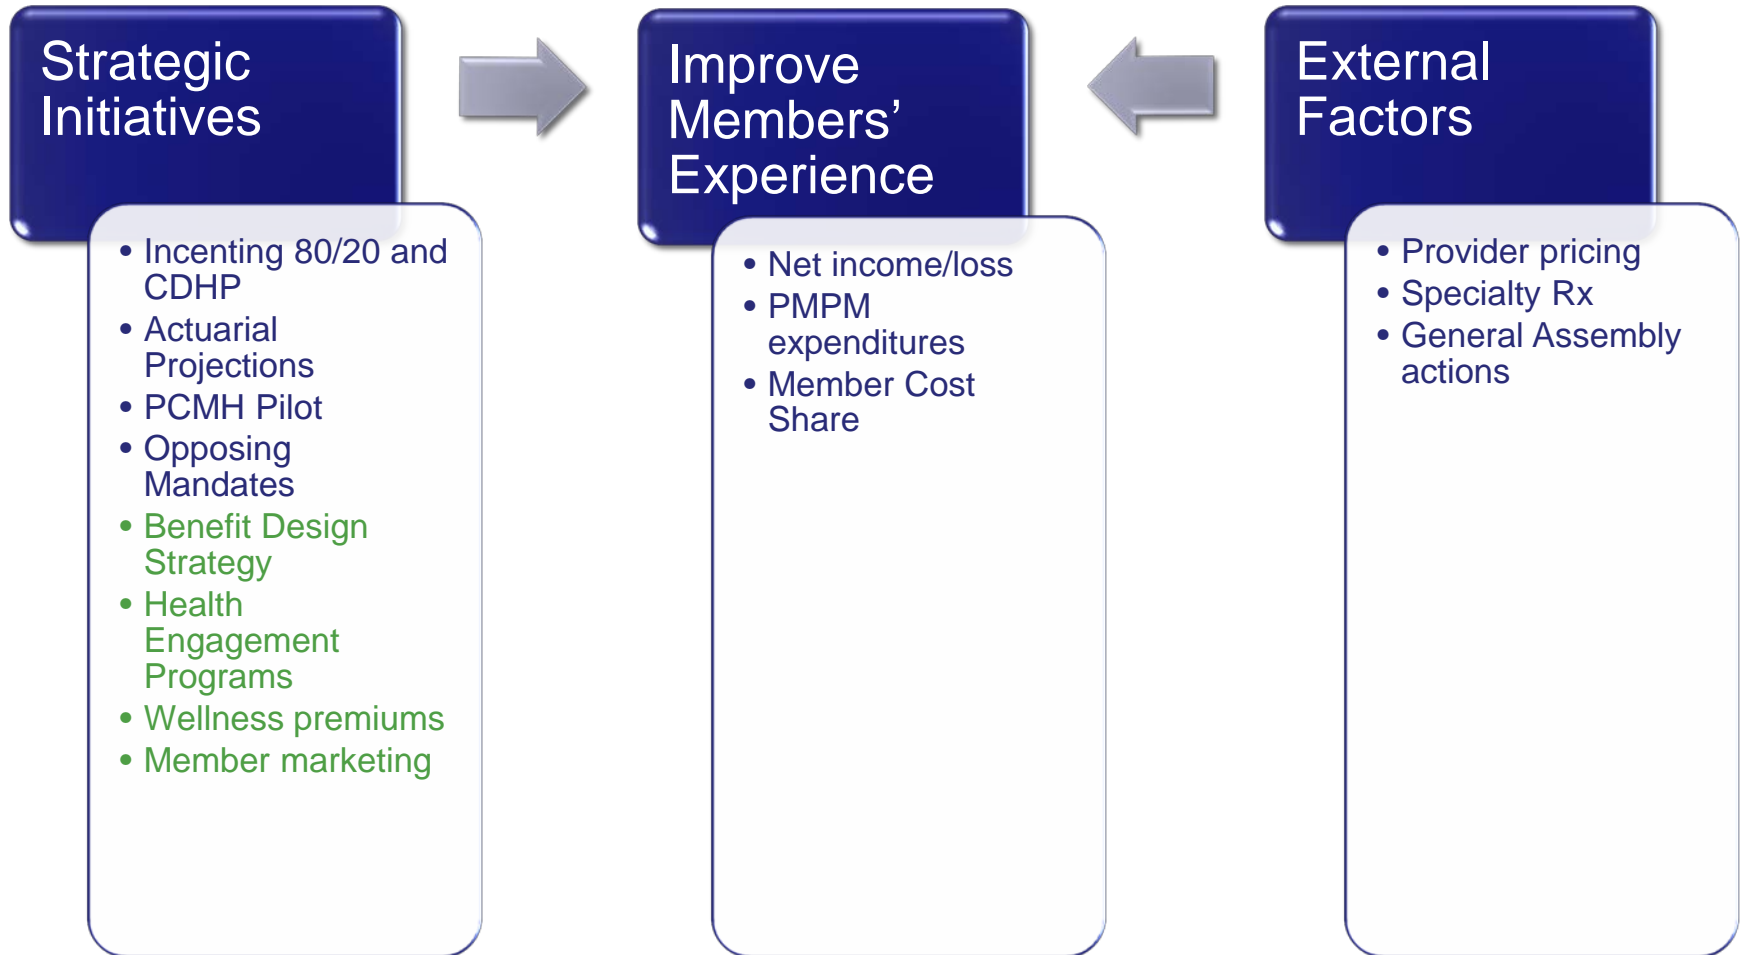 Strategic
Initiatives
• Incenting 80/20 and
CDHP
• Actuarial
Projections
• PCMH Pilot
• Opposing
Mandates
• Benefit Design
Strategy
• Health
Engagement
Programs
• Wellness premiums
• Member marketing
Improve
Members’
Experience
• Net income/loss
• PMPM
expenditures
• Member Cost
Share
External
Factors
• Provider pricing
• Specialty Rx
• General Assembly
actions